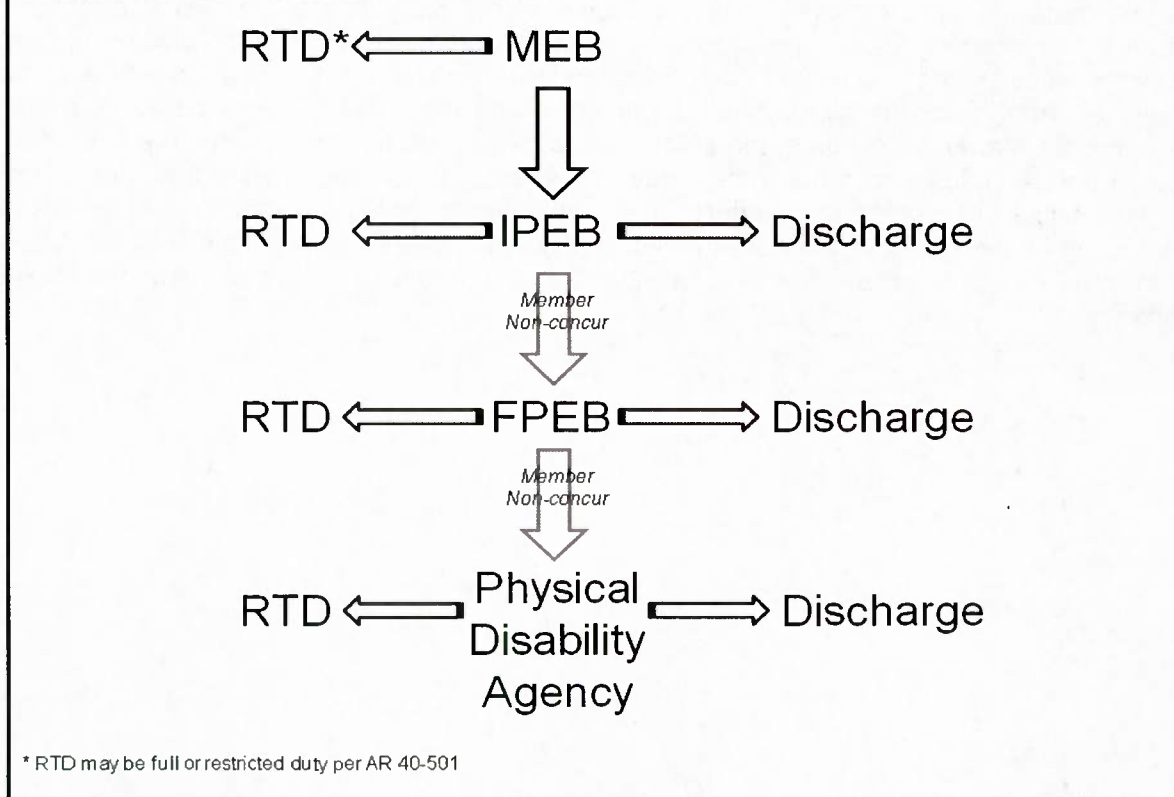 RTD* MEB
RTD IPEB Discharge
Member
Non-concur
RTD FPEB Discharge
Member
Non-concur
RTD Physical Discharge
Disability
Agency
* RTD may be full or restricted duty per AR 40-501